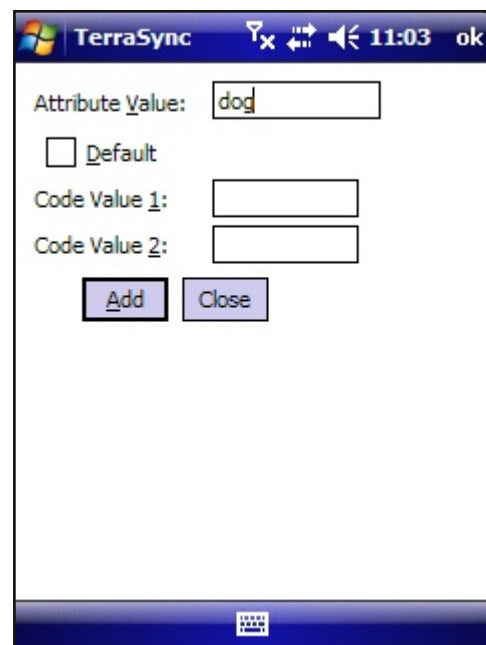 TerraSync 11:03 ok
Attribute Value: dog
Default
Code Value 1:
Code Value 2:
Add Close